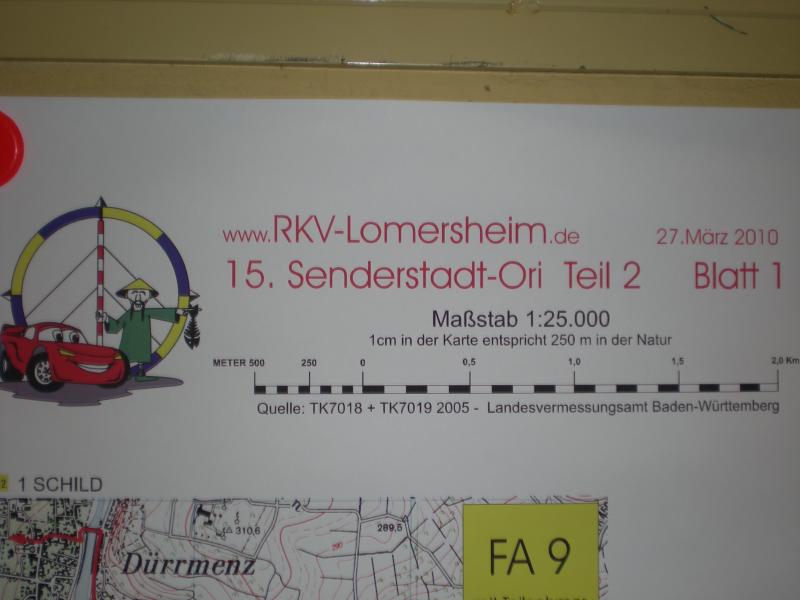 www.RKV-Lomersheim.de 27.März 2010
15. Senderstadt-Ori Teil 2 Blatt 1
Maßstab 1:25.000
1cm in der Karte entspricht 250 m in der Natur
METER 500 250 0 0,5 1,0 1,5 2,0 Km
Quelle: TK7018 + TK7019 2005 - Landesvermessungsamt Baden-Württemberg
2 1 SCHILD
310,6
289,5
290
Dürrmenz
FA 9